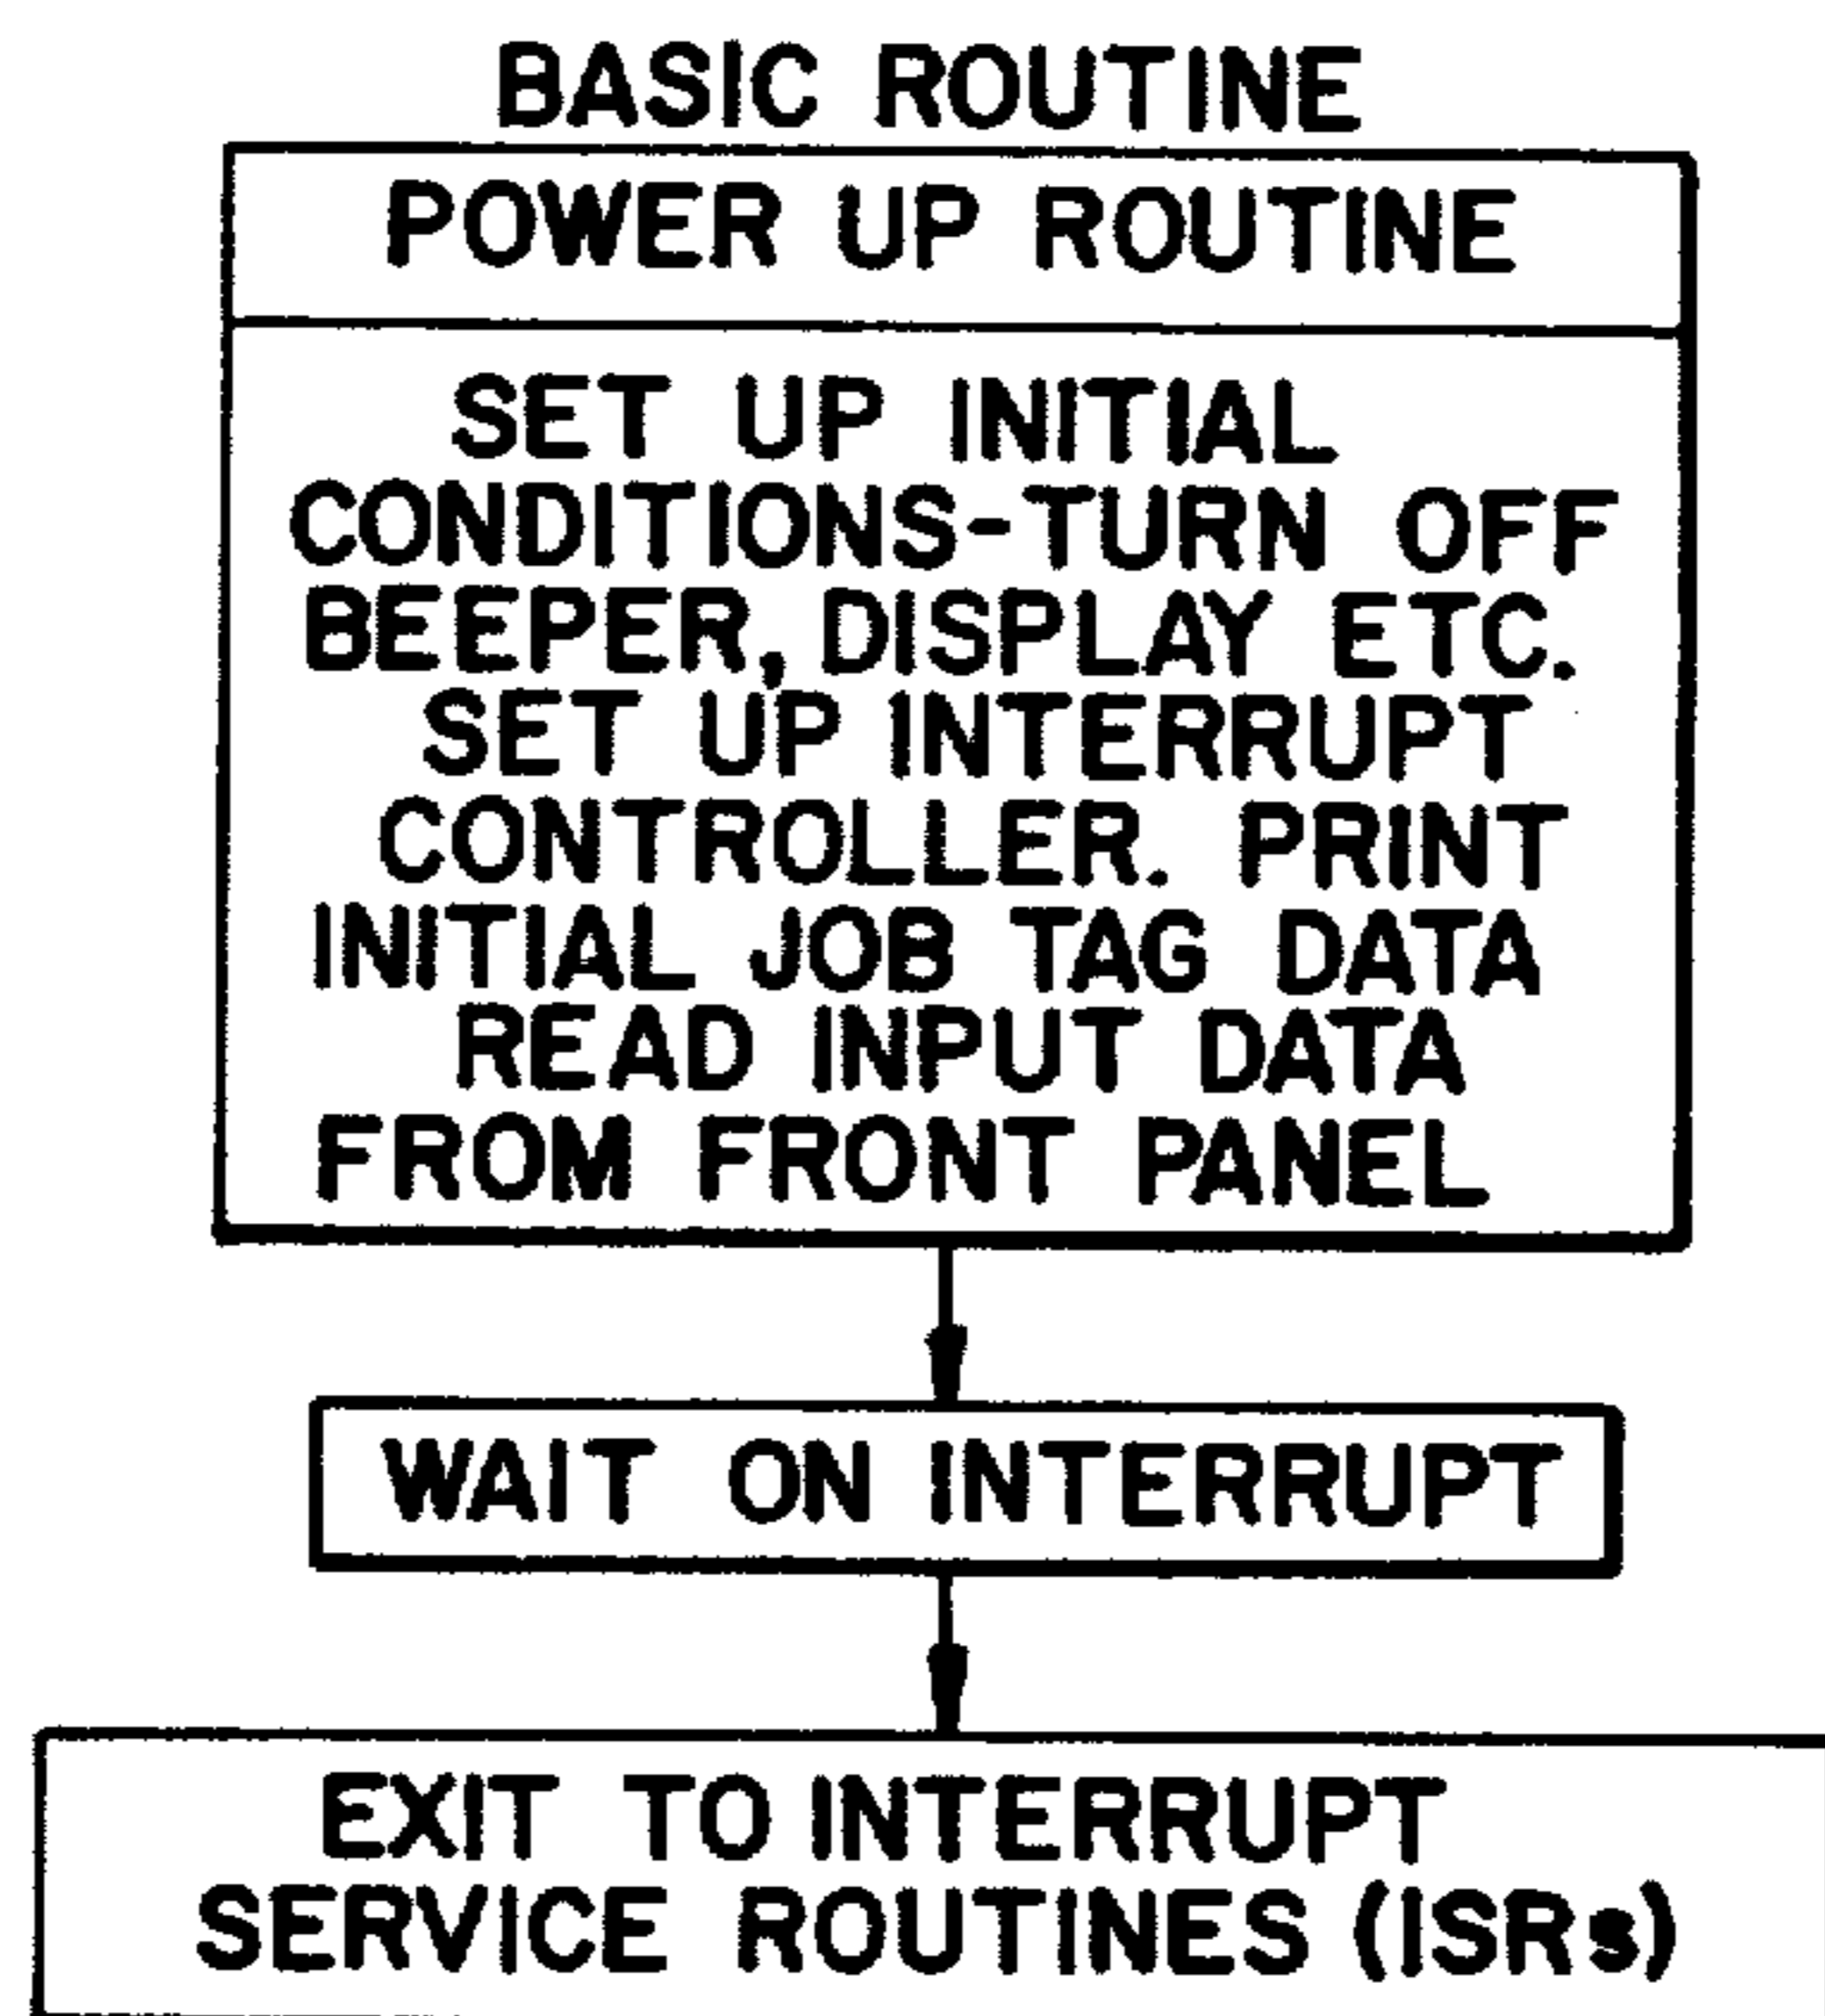 BASIC ROUTINE
POWER UP ROUTINE
SET UP INITIAL
CONDITIONS-TURN OFF
BEEPER, DISPLAY ETC.
SET UP INTERRUPT
CONTROLLER. PRINT
INITIAL JOB TAG DATA
READ INPUT DATA
FROM FRONT PANEL
WAIT ON INTERRUPT
EXIT TO INTERRUPT
SERVICE ROUTINES (ISRs)